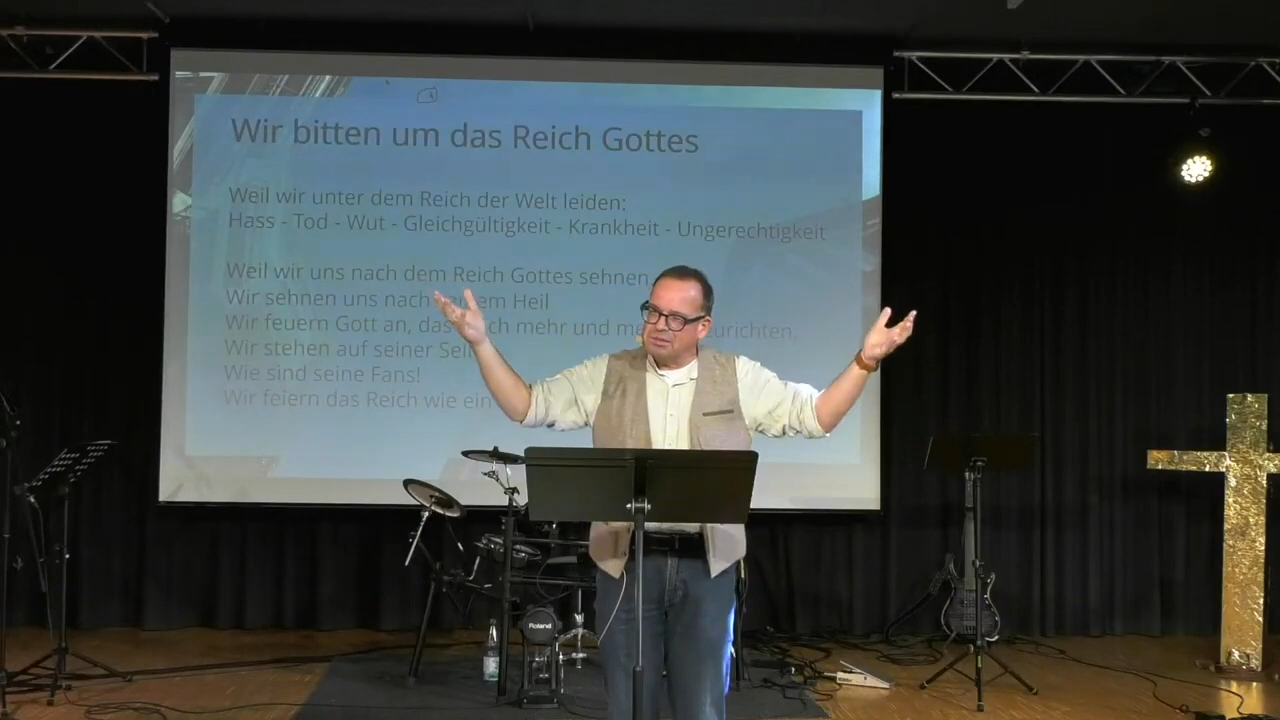 Wir bitten um das Reich Gottes
Weil wir unter dem Reich der Welt leiden:
Hass - Tod - Wut - Gleichgültigkeit - Krankheit - Ungerechtigkeit
Weil wir uns nach dem Reich Gottes sehnen
Wir sehnen uns nach Heil
Wir feuern Gott an, mehr und
Wir stehen auf seiner
Wie sind seine Fans!
Wir feiern das Reich wie ein
Roland